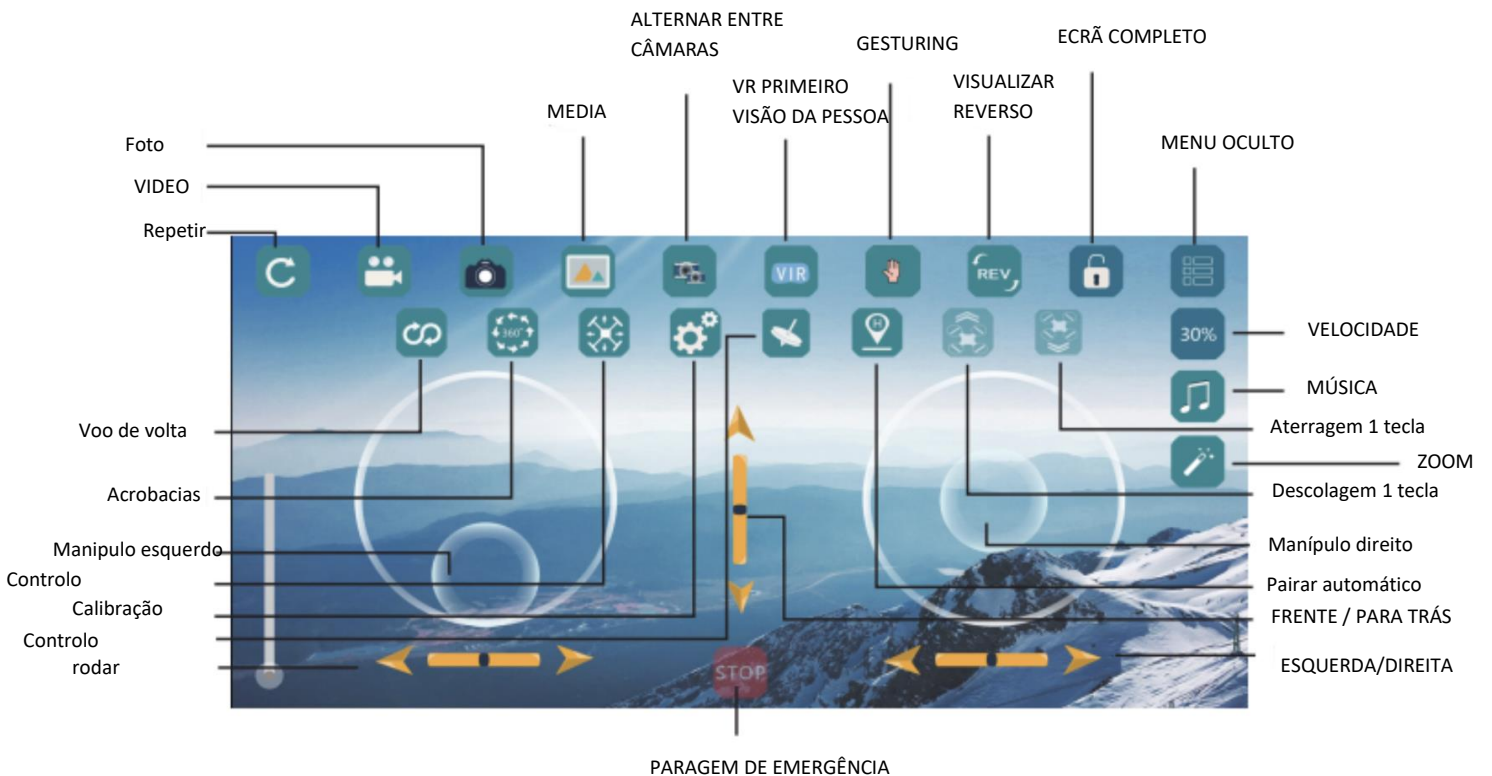 ALTERNAR ENTRE
CÂMARAS
GESTURING
ECRÃ COMPLETO
VR PRIMEIRO
VISÃO DA PESSOA
VISUALIZAR
REVERSO
MEDIA
MENU OCULTO
Foto
VIDEO
Repetir
VIR
REV
360°
H
30%
VELOCIDADE
MÚSICA
Voo de volta
Aterragem 1 tecla
ZOOM
Acrobacias
Descolagem 1 tecla
Manipulo esquerdo
Manípulo direito
Controlo
Pairar automático
Calibração
FRENTE / PARA TRÁS
Controlo
rodar
ESQUERDA/DIREITA
STOP
PARAGEM DE EMERGÊNCIA